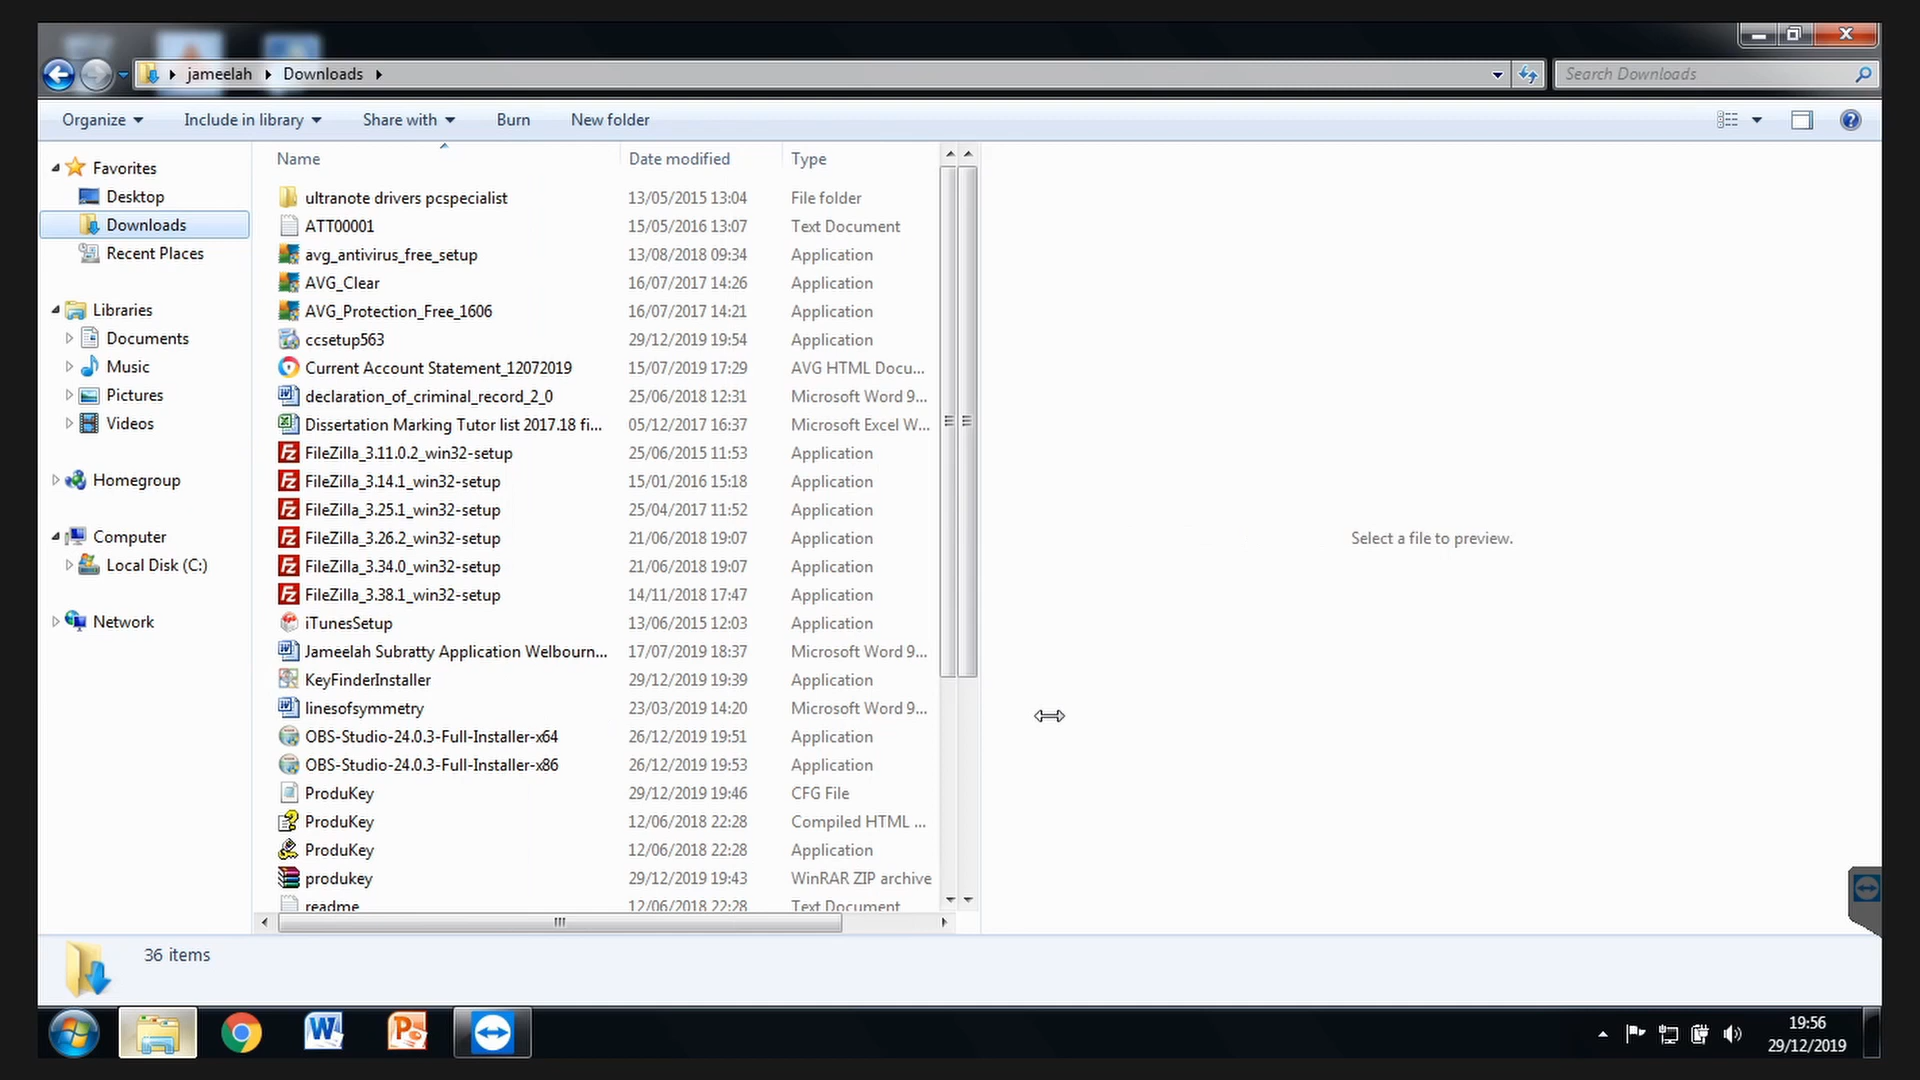 jameelah Downloads
Search Downloads
Organize Include in library Share with Burn New folder
Name Date modified Type
Favorites
Desktop
Downloads
Recent Places
Libraries
Documents
Music
Pictures
Videos
Homegroup
Computer
Local Disk (C:)
Network
ultranote drivers pcspecialist 13/05/2015 13:04 File folder
ATT00001 15/05/2016 13:07 Text Document
avg_antivirus_free_setup 13/08/2018 09:34 Application
AVG_Clear 16/07/2017 14:26 Application
AVG_Protection_Free_1606 16/07/2017 14:21 Application
ccsetup563 29/12/2019 19:54 Application
Current Account Statement_12072019 15/07/2019 17:29 AVG HTML Docu...
declaration_of_criminal_record_2_0 25/06/2018 12:31 Microsoft Word 9...
Dissertation Marking Tutor list 2017.18 fi... 05/12/2017 16:37 Microsoft Excel W...
FileZilla_3.11.0.2_win32-setup 25/06/2015 11:53 Application
FileZilla_3.14.1_win32-setup 15/01/2016 15:18 Application
FileZilla_3.25.1_win32-setup 25/04/2017 11:52 Application
FileZilla_3.26.2_win32-setup 21/06/2018 19:07 Application
FileZilla_3.34.0_win32-setup 21/06/2018 19:07 Application
FileZilla_3.38.1_win32-setup 14/11/2018 17:47 Application
iTunesSetup 13/06/2015 12:03 Application
Jameelah Subratty Application Welbourn... 17/07/2019 18:37 Microsoft Word 9...
KeyFinderInstaller 29/12/2019 19:39 Application
linesofsymmetry 23/03/2019 14:20 Microsoft Word 9...
OBS-Studio-24.0.3-Full-Installer-x64 26/12/2019 19:51 Application
OBS-Studio-24.0.3-Full-Installer-x86 26/12/2019 19:53 Application
ProduKey 29/12/2019 19:46 CFG File
ProduKey 12/06/2018 22:28 Compiled HTML ...
ProduKey 12/06/2018 22:28 Application
produkey 29/12/2019 19:43 WinRAR ZIP archive
readme 12/06/2018 22:28 Text Document
Select a file to preview.
36 items
19:56
29/12/2019